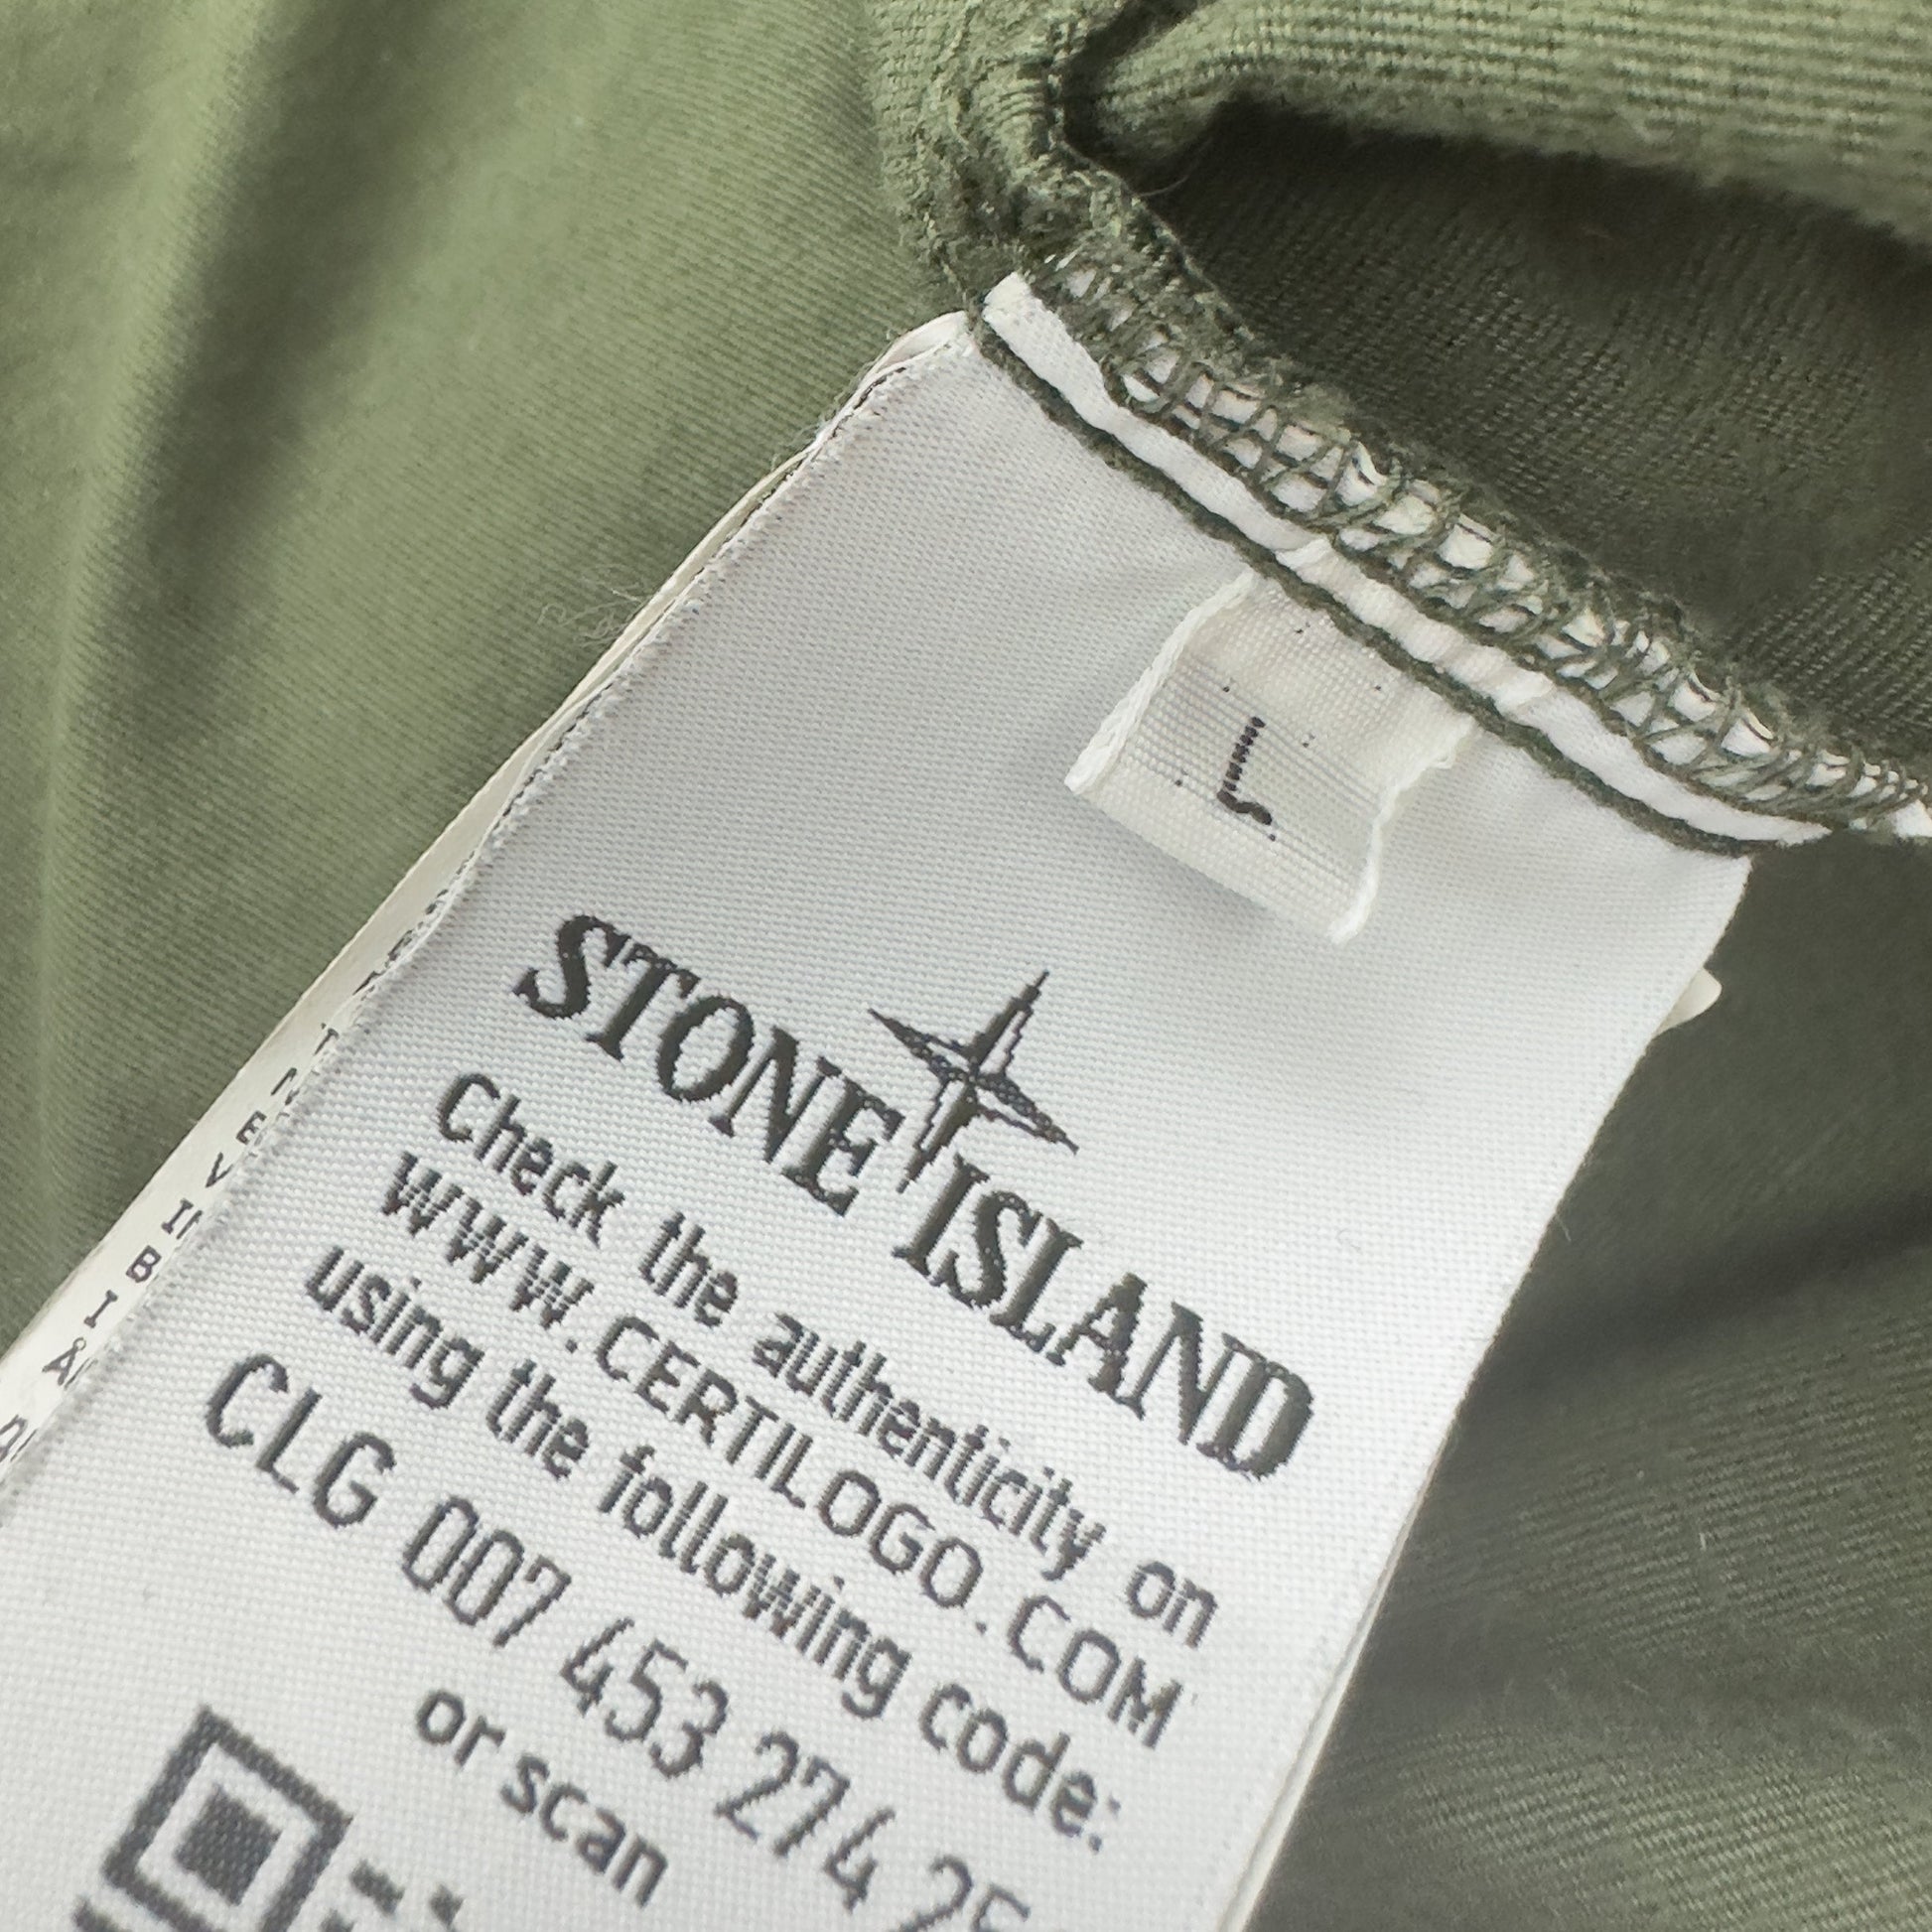 L
STONE ISLAND
Check the authenticity on
WWW.CERTILOGO.COM
using the following code:
CLG 007 453 274 25
or scan